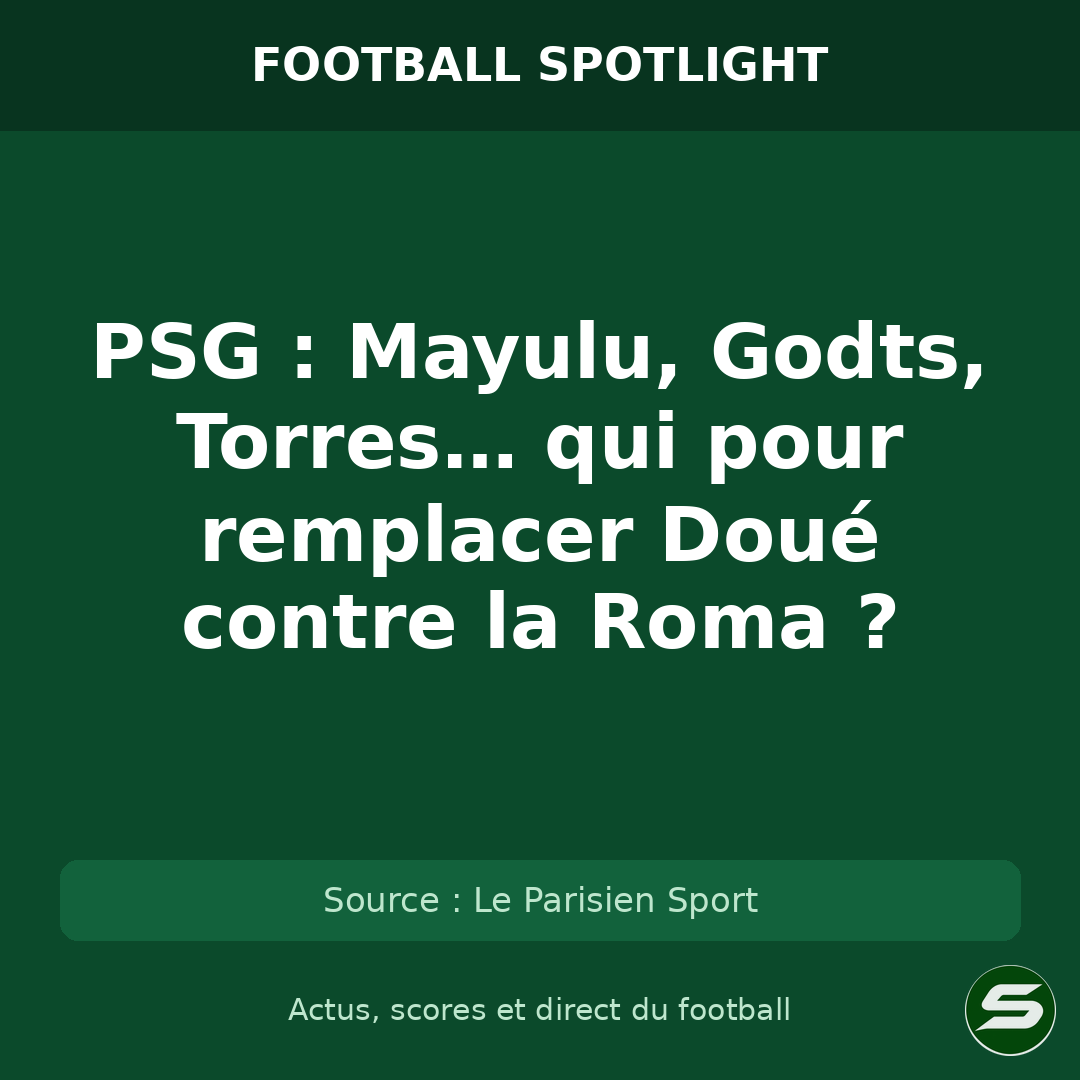 FOOTBALL SPOTLIGHT
PSG : Mayulu, Godts,
Torres... qui pour
remplacer Doué
contre la Roma ?
Source : Le Parisien Sport
Actus, scores et direct du football
S